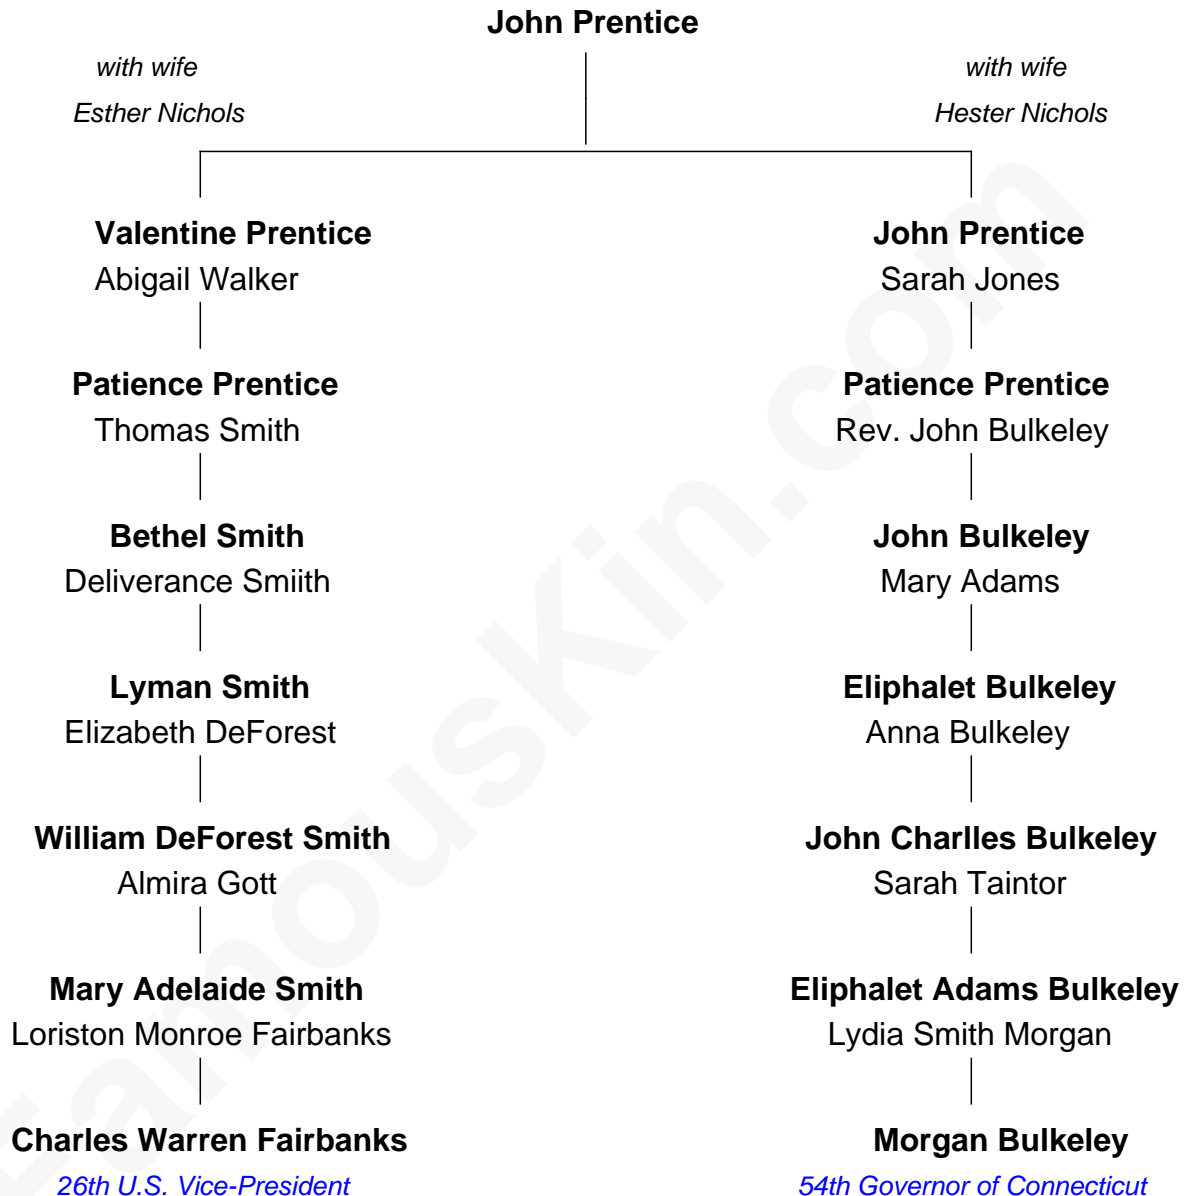 John Prentice
with wife
Esther Nichols
with wife
Hester Nichols
Valentine Prentice
Abigail Walker
John Prentice
Sarah Jones
Patience Prentice
Thomas Smith
Patience Prentice
Rev. John Bulkeley
Bethel Smith
Deliverance Smiith
John Bulkeley
Mary Adams
Lyman Smith
Elizabeth DeForest
Eliphalet Bulkeley
Anna Bulkeley
William DeForest Smith
Almira Gott
John Charlles Bulkeley
Sarah Taintor
Mary Adelaide Smith
Loriston Monroe Fairbanks
Eliphalet Adams Bulkeley
Lydia Smith Morgan
Charles Warren Fairbanks
26th U.S. Vice-President
Morgan Bulkeley
54th Governor of Connecticut
FamousKin.com